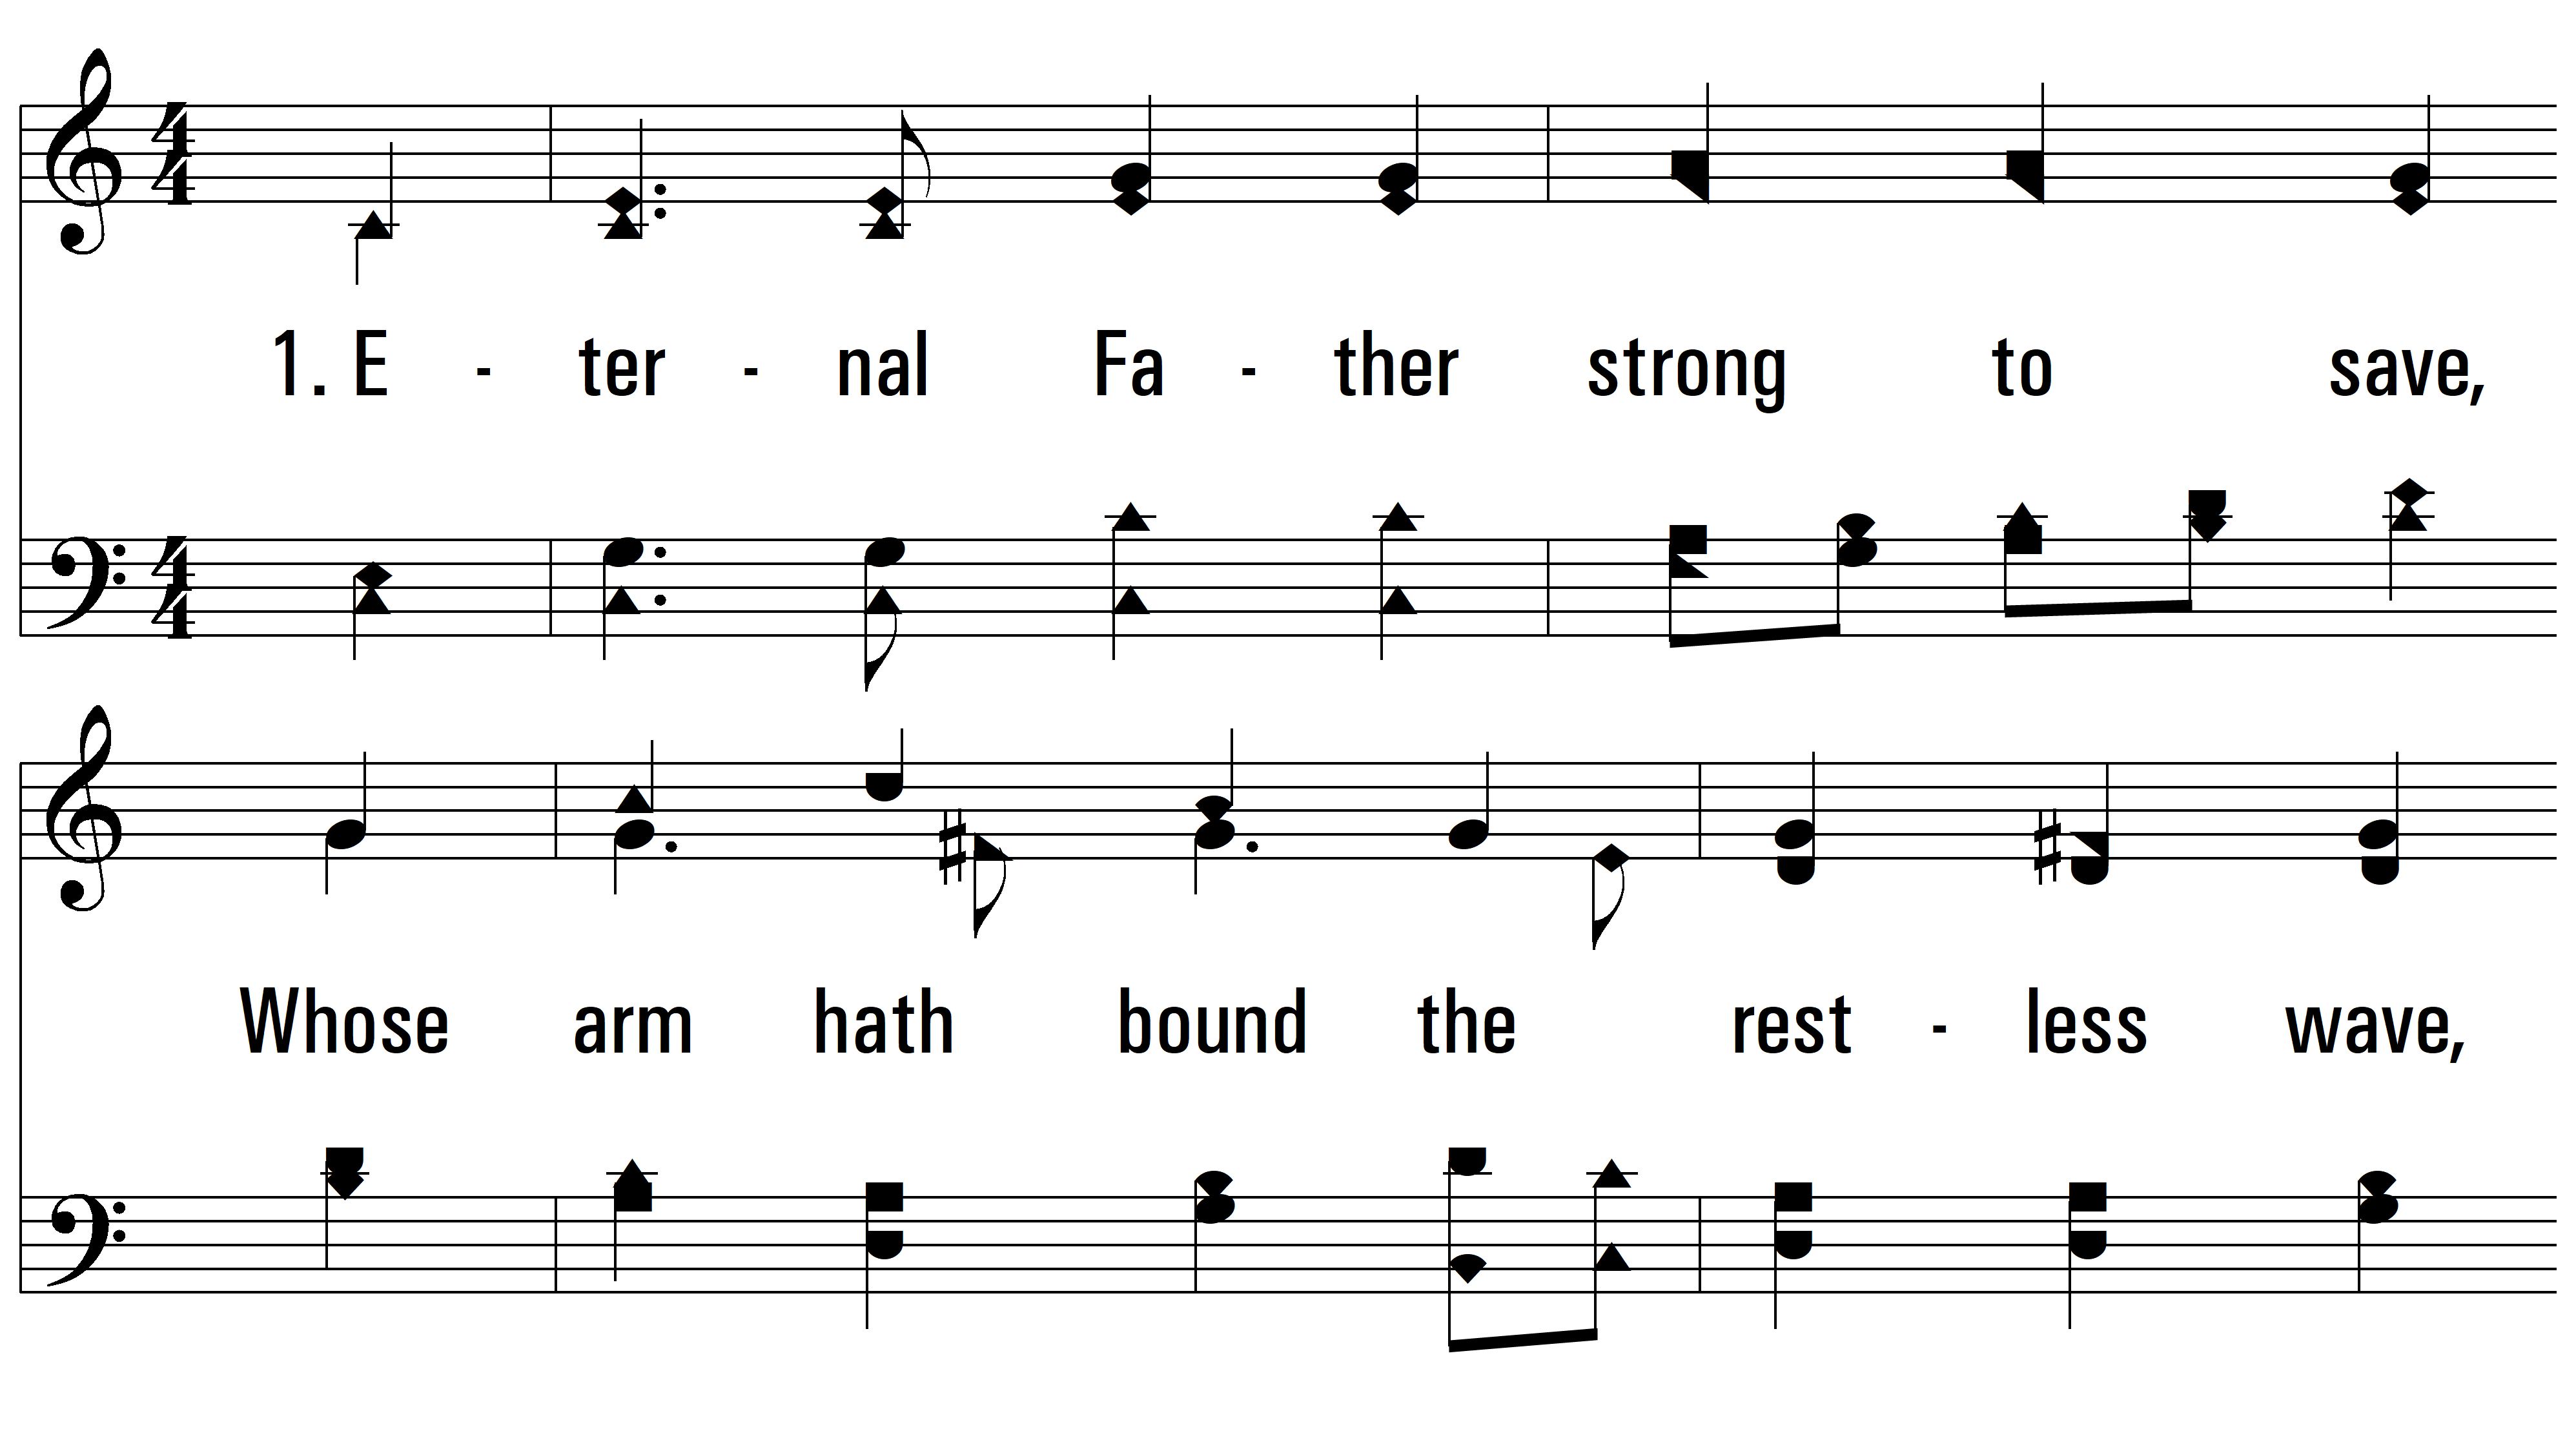 1. E - ter - nal Fa - ther strong to save,
Whose arm hath bound the rest - less wave,